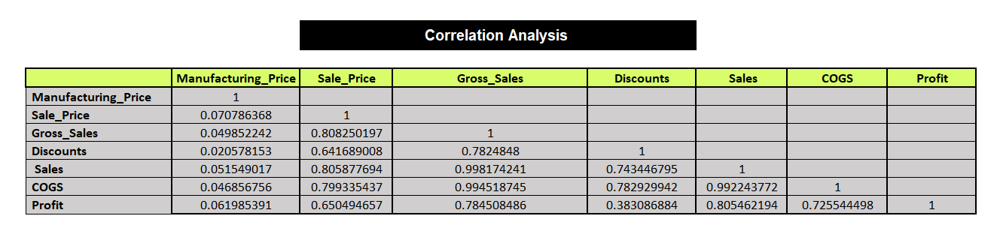 Correlation Analysis
Manufacturing_Price Sale_Price Gross_Sales Discounts Sales COGS Profit
Manufacturing_Price 1
Sale_Price 0.070786368 1
Gross_Sales 0.049852242 0.808250197 1
Discounts 0.020578153 0.641689008 0.7824848 1
Sales 0.051549017 0.805877694 0.998174241 0.743446795 1
COGS 0.046856756 0.799335437 0.994518745 0.782929942 0.992243772 1
Profit 0.061985391 0.650494657 0.784508486 0.383086884 0.805462194 0.725544498 1